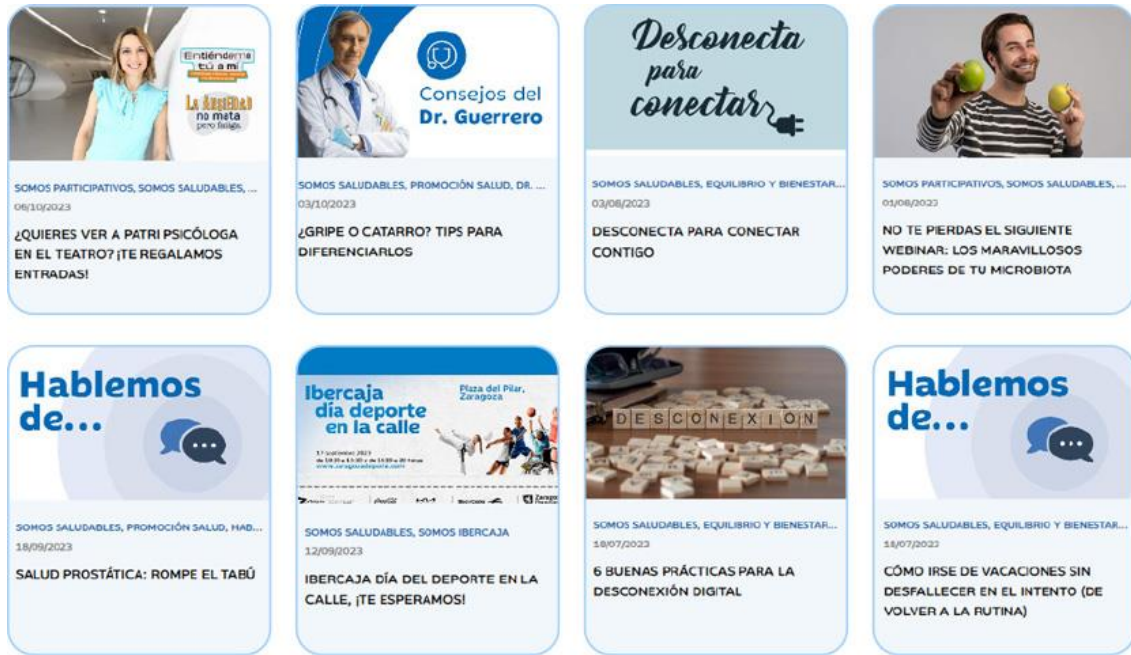 Entiéndeme
tú a mí
LA ANSIEDAD
no mata
pero fatiga.
SOMOS PARTICIPATIVOS, SOMOS SALUDABLES, ...
06/10/2023
¿QUIERES VER A PATRI PSICÓLOGA
EN EL TEATRO? ¡TE REGALAMOS
ENTRADAS!
Consejos del
Dr. Guerrero
SOMOS SALUDABLES, PROMOCIÓN SALUD, DR. ...
03/10/2023
¿GRIPE O CATARRO? TIPS PARA
DIFERENCIARLOS
Desconecta
para
conectar
SOMOS SALUDABLES, EQUILIBRIO Y BIENESTAR...
03/08/2023
DESCONECTA PARA CONECTAR
CONTIGO
SOMOS PARTICIPATIVOS, SOMOS SALUDABLES, ...
01/08/2023
NO TE PIERDAS EL SIGUIENTE
WEBINAR: LOS MARAVILLOSOS
PODERES DE TU MICROBIOTA
Hablemos
de...
SOMOS SALUDABLES, PROMOCIÓN SALUD, HAB...
18/09/2023
SALUD PROSTÁTICA: ROMPE EL TABÚ
Ibercaja
día deporte
en la calle
Plaza del Pilar,
Zaragoza
17 septiembre 2023
www.zaragozadeporte.com
SOMOS SALUDABLES, SOMOS IBERCAJA
12/09/2023
IBERCAJA DÍA DEL DEPORTE EN LA
CALLE, ¡TE ESPERAMOS!
DESCONEXION
SOMOS SALUDABLES, EQUILIBRIO Y BIENESTAR...
18/07/2023
6 BUENAS PRÁCTICAS PARA LA
DESCONEXIÓN DIGITAL
Hablemos
de...
SOMOS SALUDABLES, EQUILIBRIO Y BIENESTAR...
CÓMO IRSE DE VACACIONES SIN
DESFALLECER EN EL INTENTO (DE
VOLVER A LA RUTINA)